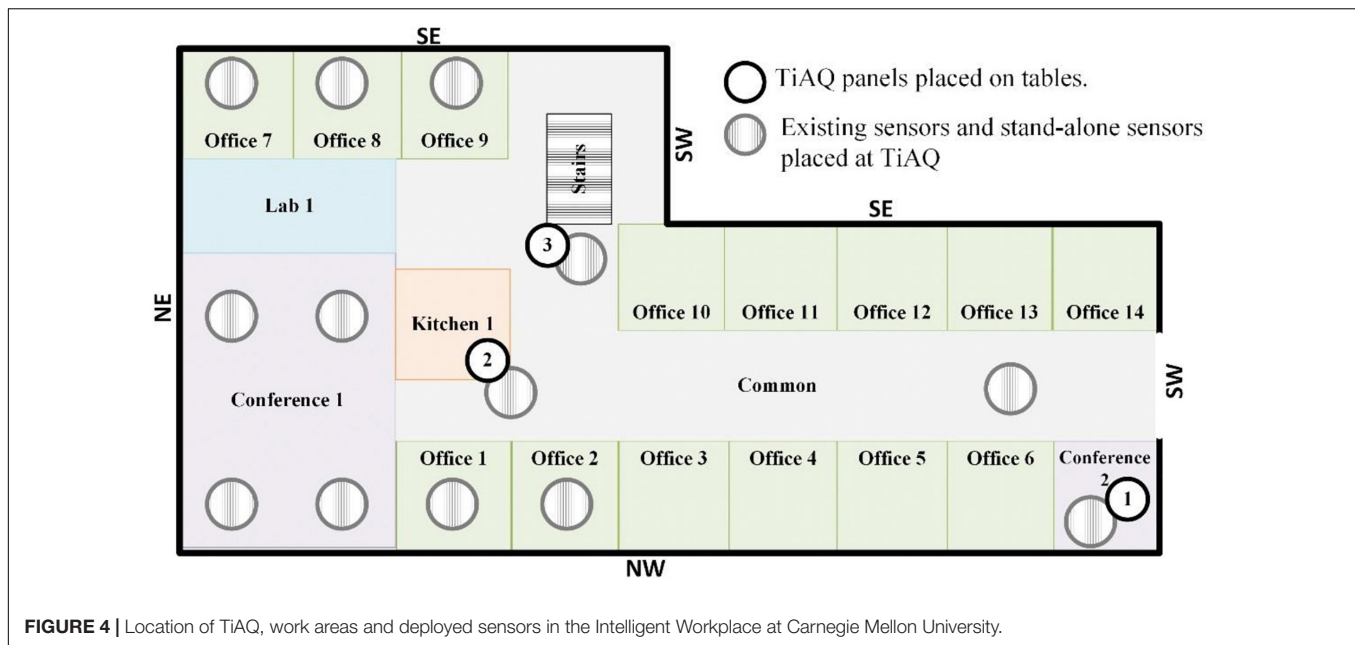 SE
TiAQ panels placed on tables.
Existing sensors and stand-alone sensors
placed at TiAQ
Office 7
Office 8
Office 9
Stairs
SW
SE
Lab 1
3
NE
Office 10
Office 11
Office 12
Office 13
Office 14
Kitchen 1
2
Common
SW
Conference 1
Office 1
Office 2
Office 3
Office 4
Office 5
Office 6
Conference
2
1
NW
FIGURE 4 | Location of TiAQ, work areas and deployed sensors in the Intelligent Workplace at Carnegie Mellon University.